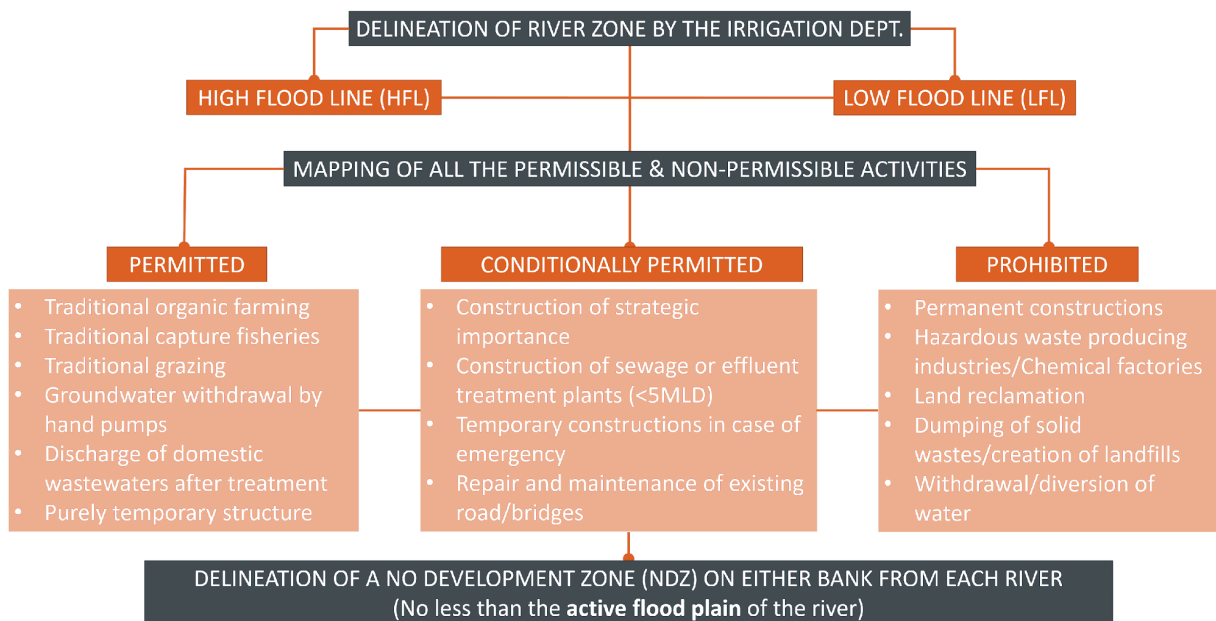 DELINEATION OF RIVER ZONE BY THE IRRIGATION DEPT.
HIGH FLOOD LINE (HFL)
LOW FLOOD LINE (LFL)
MAPPING OF ALL THE PERMISSIBLE & NON-PERMISSIBLE ACTIVITIES
PERMITTED
• Traditional organic farming
• Traditional capture fisheries
• Traditional grazing
• Groundwater withdrawal by
hand pumps
• Discharge of domestic
wastewaters after treatment
• Purely temporary structure
CONDITIONALLY PERMITTED
• Construction of strategic
importance
• Construction of sewage or effluent
treatment plants (<5MLD)
• Temporary constructions in case of
emergency
• Repair and maintenance of existing
road/bridges
PROHIBITED
• Permanent constructions
• Hazardous waste producing
industries/Chemical factories
• Land reclamation
• Dumping of solid
wastes/creation of landfills
• Withdrawal/diversion of
water
DELINEATION OF A NO DEVELOPMENT ZONE (NDZ) ON EITHER BANK FROM EACH RIVER
(No less than the active flood plain of the river)